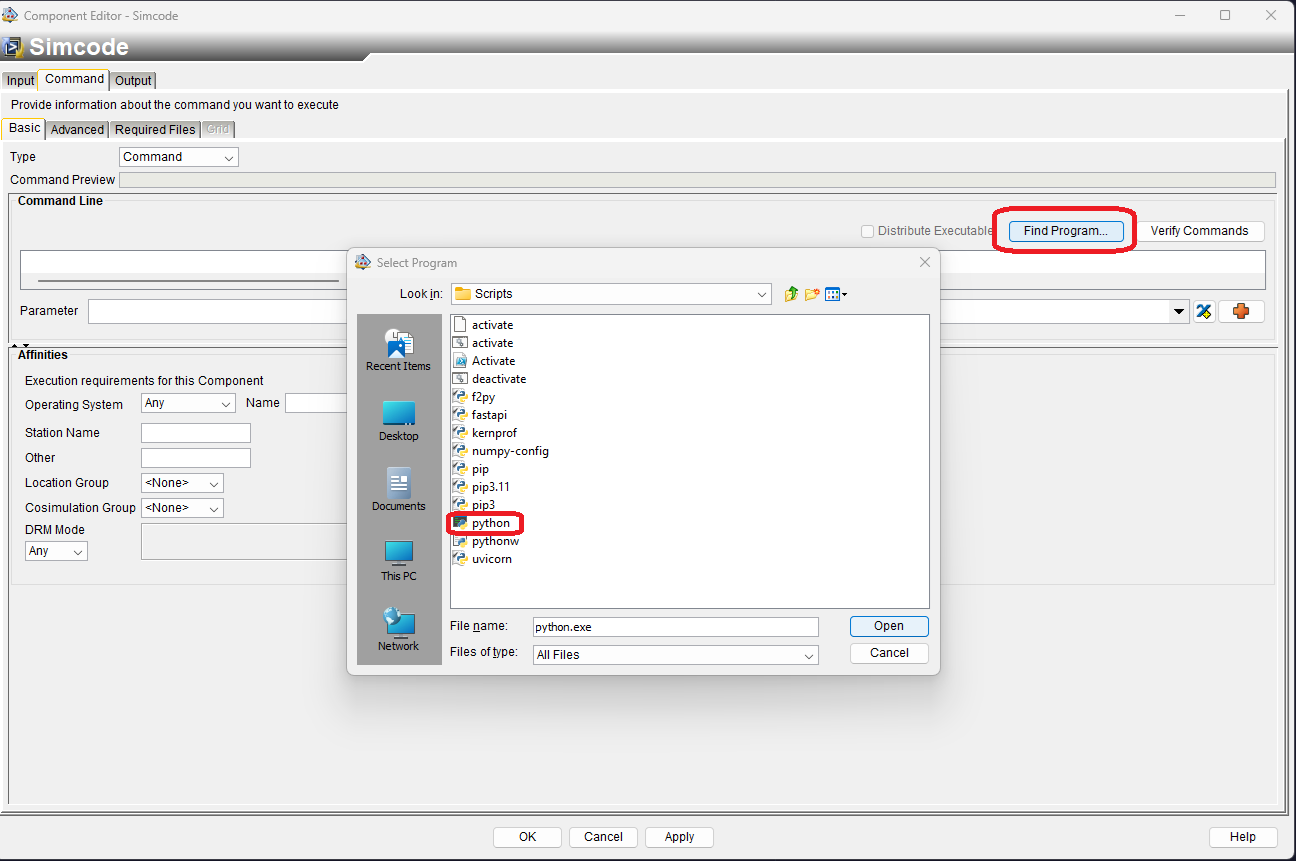 Component Editor - Simcode
Simcode
Input Command Output
Provide information about the command you want to execute
Basic Advanced Required Files Grid
Type Command
Command Preview
Command Line
Distribute Executable Find Program... Verify Commands
Parameter
Affinities
Execution requirements for this Component
Operating System Any Name
Station Name
Other
Location Group <None>
Cosimulation Group <None>
DRM Mode
Any
Select Program
Look in: Scripts
Recent Items
Desktop
Documents
This PC
Network
activate
activate
Activate
deactivate
f2py
fastapi
kernprof
numpy-config
pip
pip3.11
pip3
python
pythonw
uvicorn
File name: python.exe Open
Files of type: All Files Cancel
OK Cancel Apply Help